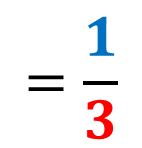 = 1/3